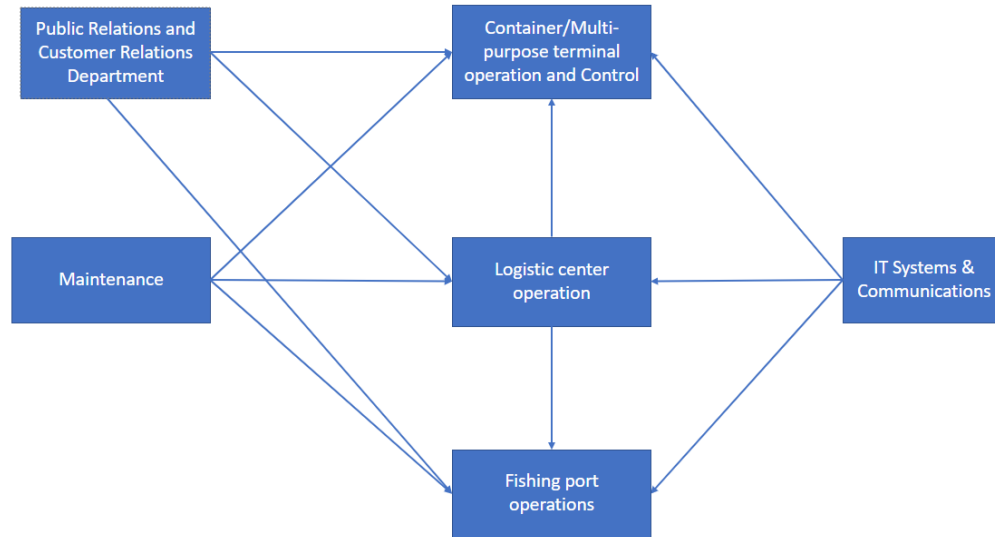 Public Relations and
Customer Relations
Department
Container/Multi-
purpose terminal
operation and Control
Maintenance
Logistic center
operation
IT Systems &
Communications
Fishing port
operations